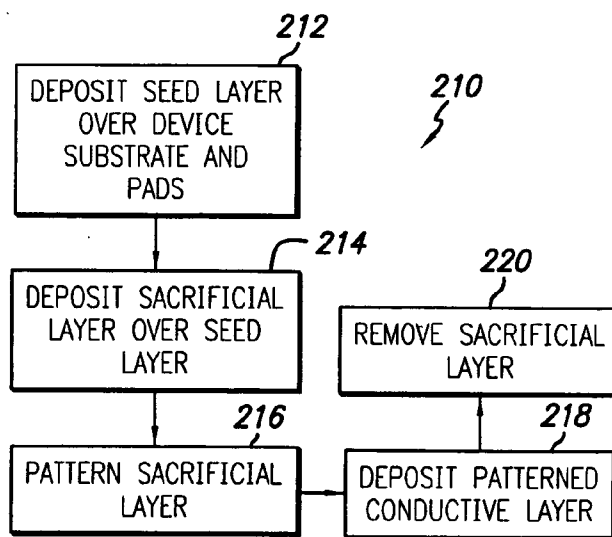 212
DEPOSIT SEED LAYER
OVER DEVICE
SUBSTRATE AND
PADS
210
214
DEPOSIT SACRIFICIAL
LAYER OVER SEED
LAYER
216
PATTERN SACRIFICIAL
LAYER
218
DEPOSIT PATTERNED
CONDUCTIVE LAYER
220
REMOVE SACRIFICIAL
LAYER